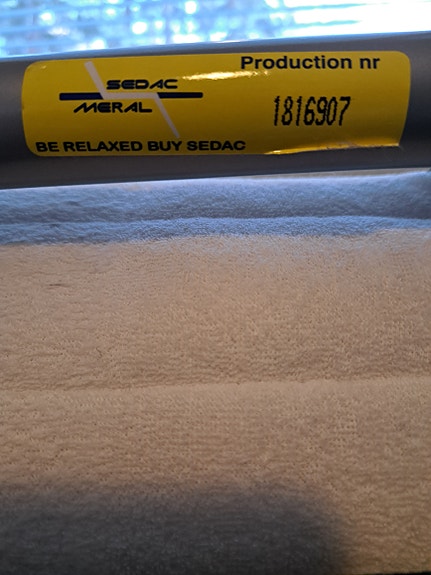 SEDAC
MERAL
Production nr
1816907
BE RELAXED BUY SEDAC